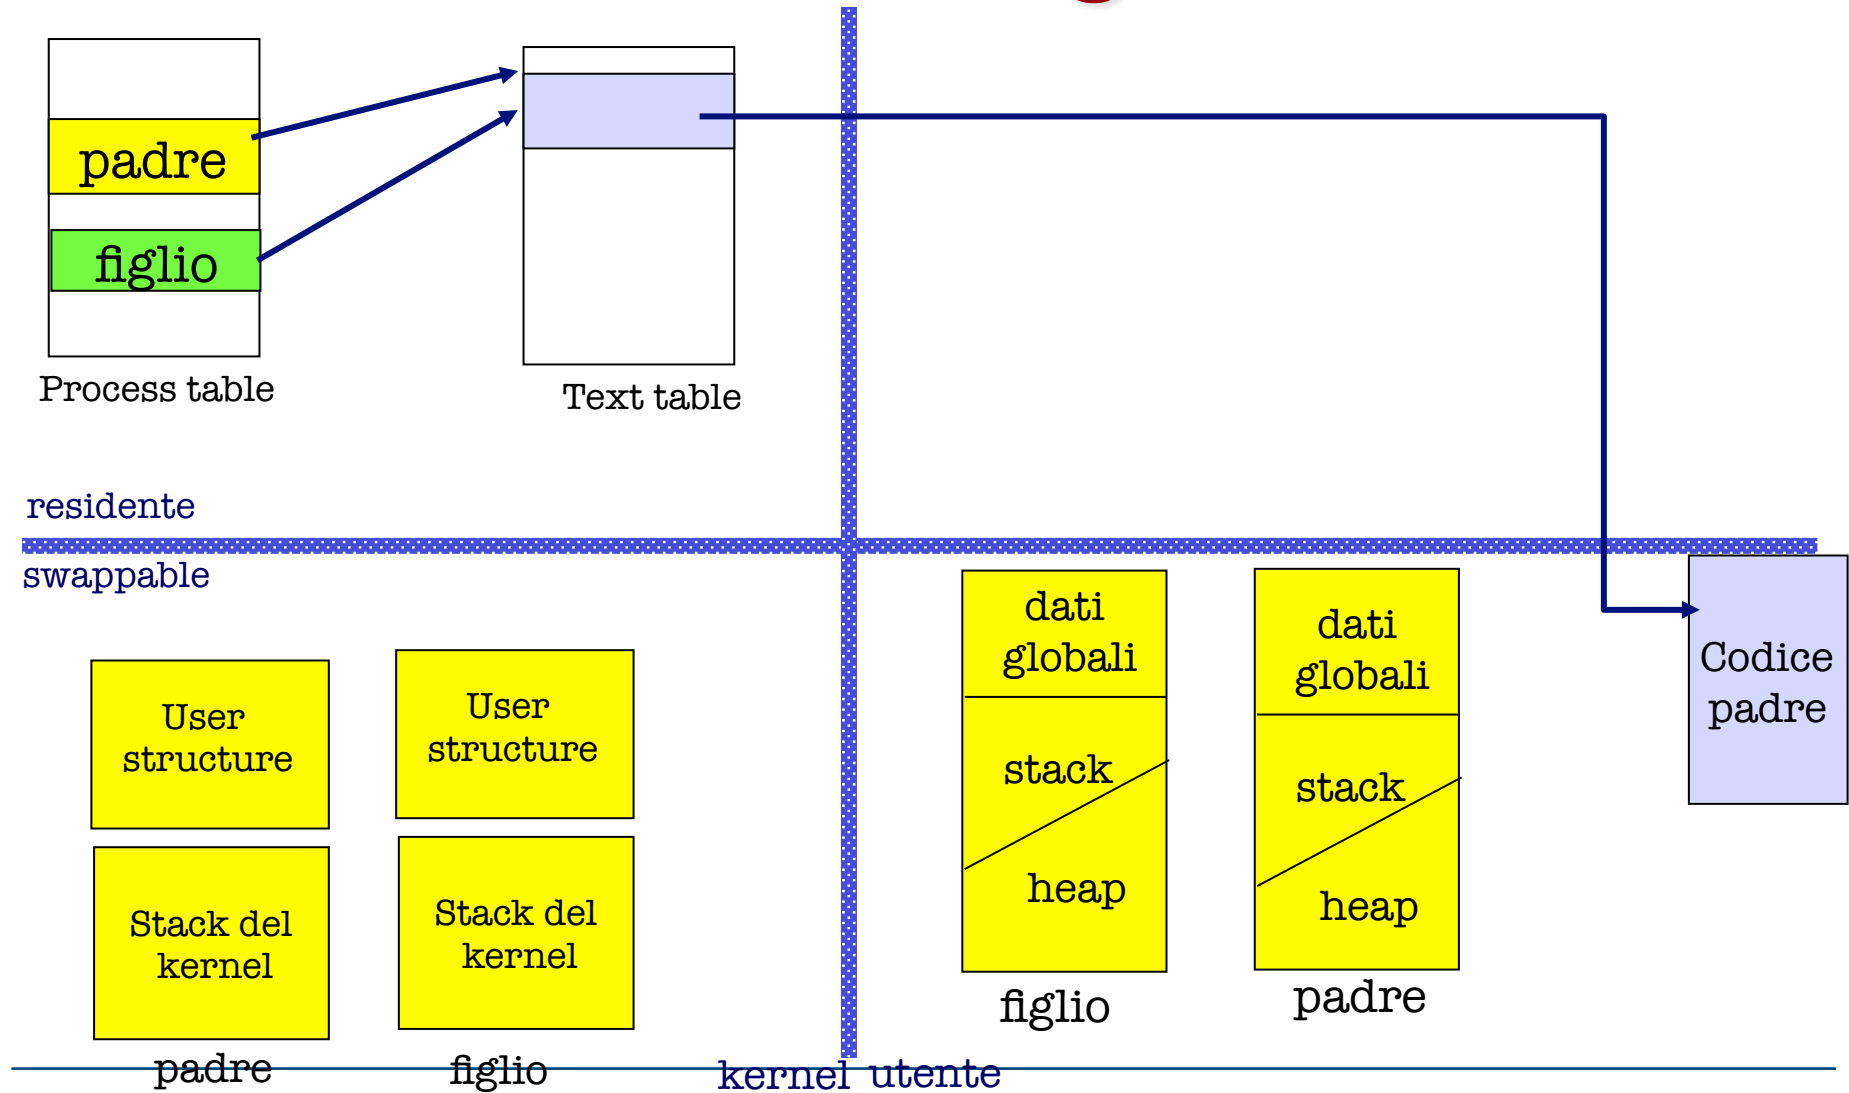 padre
figlio
Process table
Text table
residente
swappable
User
structure
Stack del
kernel
padre
User
structure
Stack del
kernel
figlio
kernel
utente
dati
globali
stack
heap
figlio
dati
globali
stack
heap
padre
Codice
padre